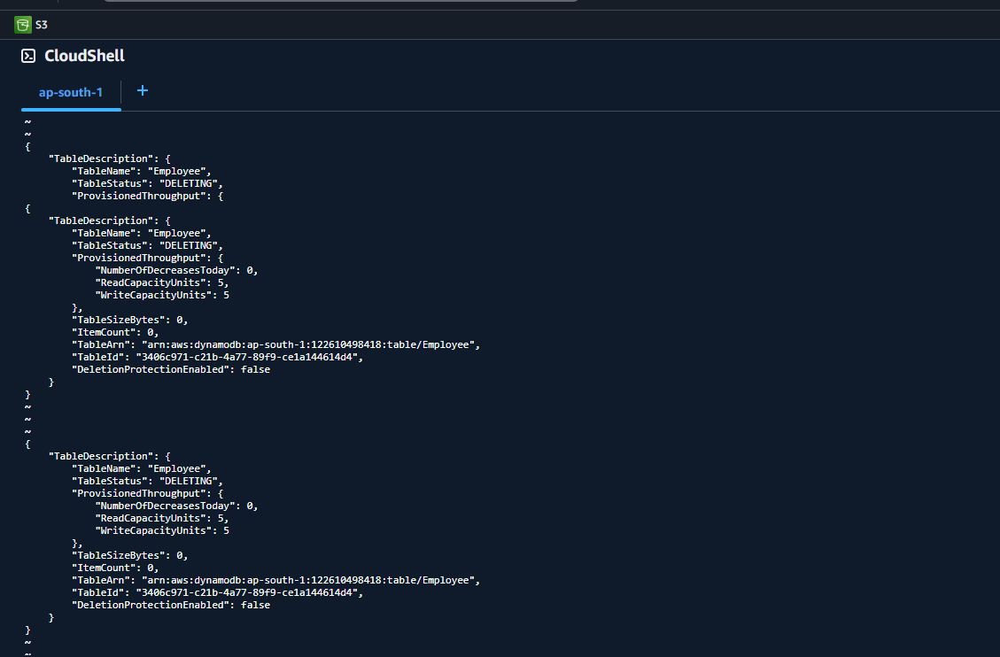 S3
CloudShell
ap-south-1 +
~
~
{
    "TableDescription": {
        "TableName": "Employee",
        "TableStatus": "DELETING",
        "ProvisionedThroughput": {
{
    "TableDescription": {
        "TableName": "Employee",
        "TableStatus": "DELETING",
        "ProvisionedThroughput": {
            "NumberOfDecreasesToday": 0,
            "ReadCapacityUnits": 5,
            "WriteCapacityUnits": 5
        },
        "TableSizeBytes": 0,
        "ItemCount": 0,
        "TableArn": "arn:aws:dynamodb:ap-south-1:122610498418:table/Employee",
        "TableId": "3406c971-c21b-4a77-89f9-ce1a144614d4",
        "DeletionProtectionEnabled": false
    }
}
~
~
~
{
    "TableDescription": {
        "TableName": "Employee",
        "TableStatus": "DELETING",
        "ProvisionedThroughput": {
            "NumberOfDecreasesToday": 0,
            "ReadCapacityUnits": 5,
            "WriteCapacityUnits": 5
        },
        "TableSizeBytes": 0,
        "ItemCount": 0,
        "TableArn": "arn:aws:dynamodb:ap-south-1:122610498418:table/Employee",
        "TableId": "3406c971-c21b-4a77-89f9-ce1a144614d4",
        "DeletionProtectionEnabled": false
    }
}
~
~